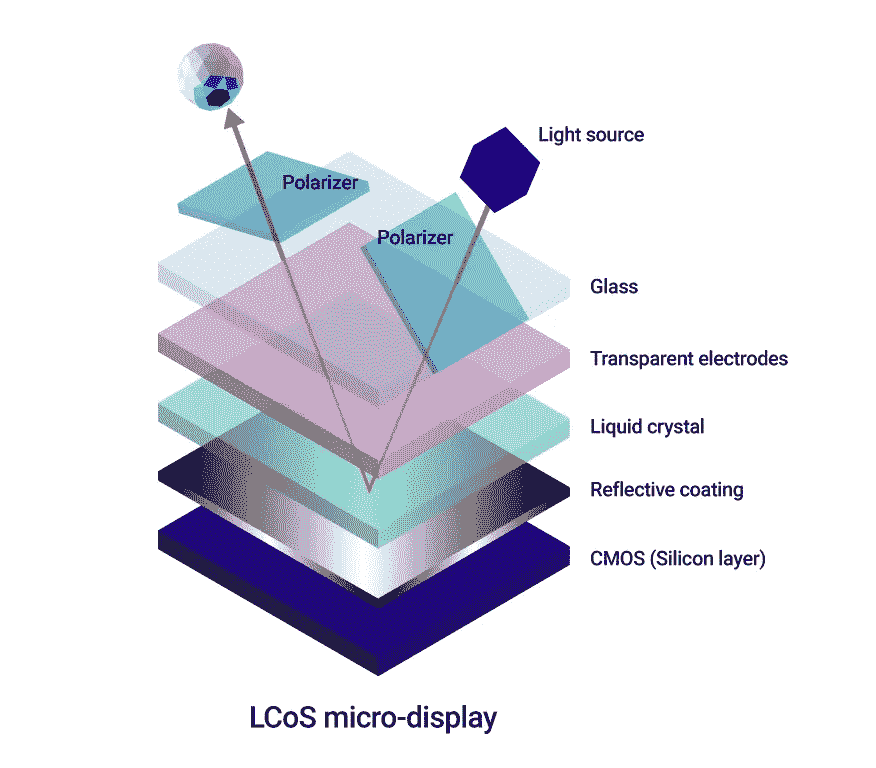 Light source
Polarizer
Polarizer
Glass
Transparent electrodes
Liquid crystal
Reflective coating
CMOS (Silicon layer)
LCoS micro-display